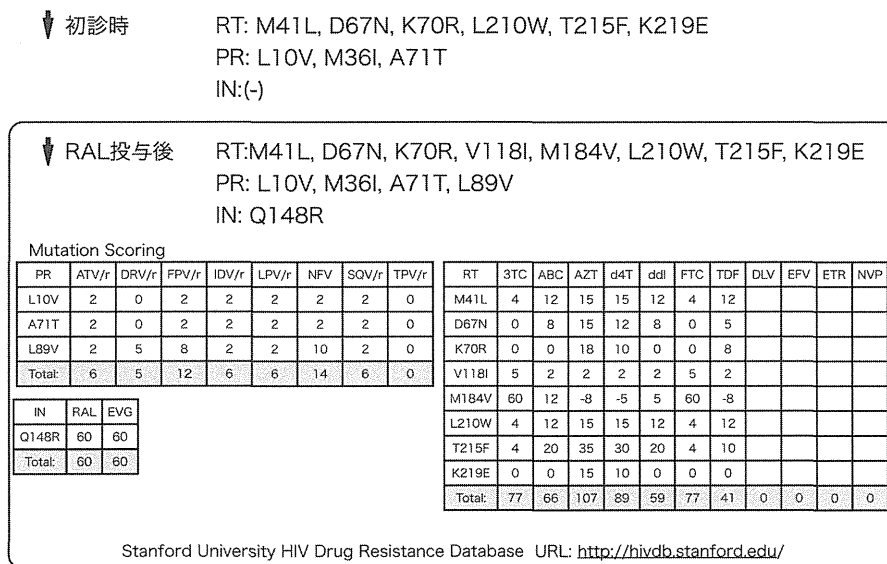 初診時 RT: M41L, D67N, K70R, L210W, T215F, K219E
PR: L10V, M36I, A71T
IN:(-)
RAL投与後 RT:M41L, D67N, K70R, V118I, M184V, L210W, T215F, K219E
PR: L10V, M36I, A71T, L89V
IN: Q148R
Mutation Scoring
PR ATV/r DRV/r FPV/r IDV/r LPV/r NFV SQV/r TPV/r
L10V 2 0 2 2 2 2 2 0
A71T 2 0 2 2 2 2 2 0
L89V 2 5 8 2 2 10 2 0
Total: 6 5 12 6 6 14 6 0
IN RAL EVG
Q148R 60 60
Total: 60 60
RT 3TC ABC AZT d4T ddI FTC TDF DLV EFV ETR NVP
M41L 4 12 15 15 12 4 12
D67N 0 8 15 12 8 0 5
K70R 0 0 18 10 0 0 8
V118I 5 2 2 2 2 5 2
M184V 60 12 -8 -5 5 60 -8
L210W 4 12 15 15 12 4 12
T215F 4 20 35 30 20 4 10
K219E 0 0 15 10 0 0 0
Total: 77 66 107 89 59 77 41 0 0 0 0
Stanford University HIV Drug Resistance Database URL: http://hivdb.stanford.edu/